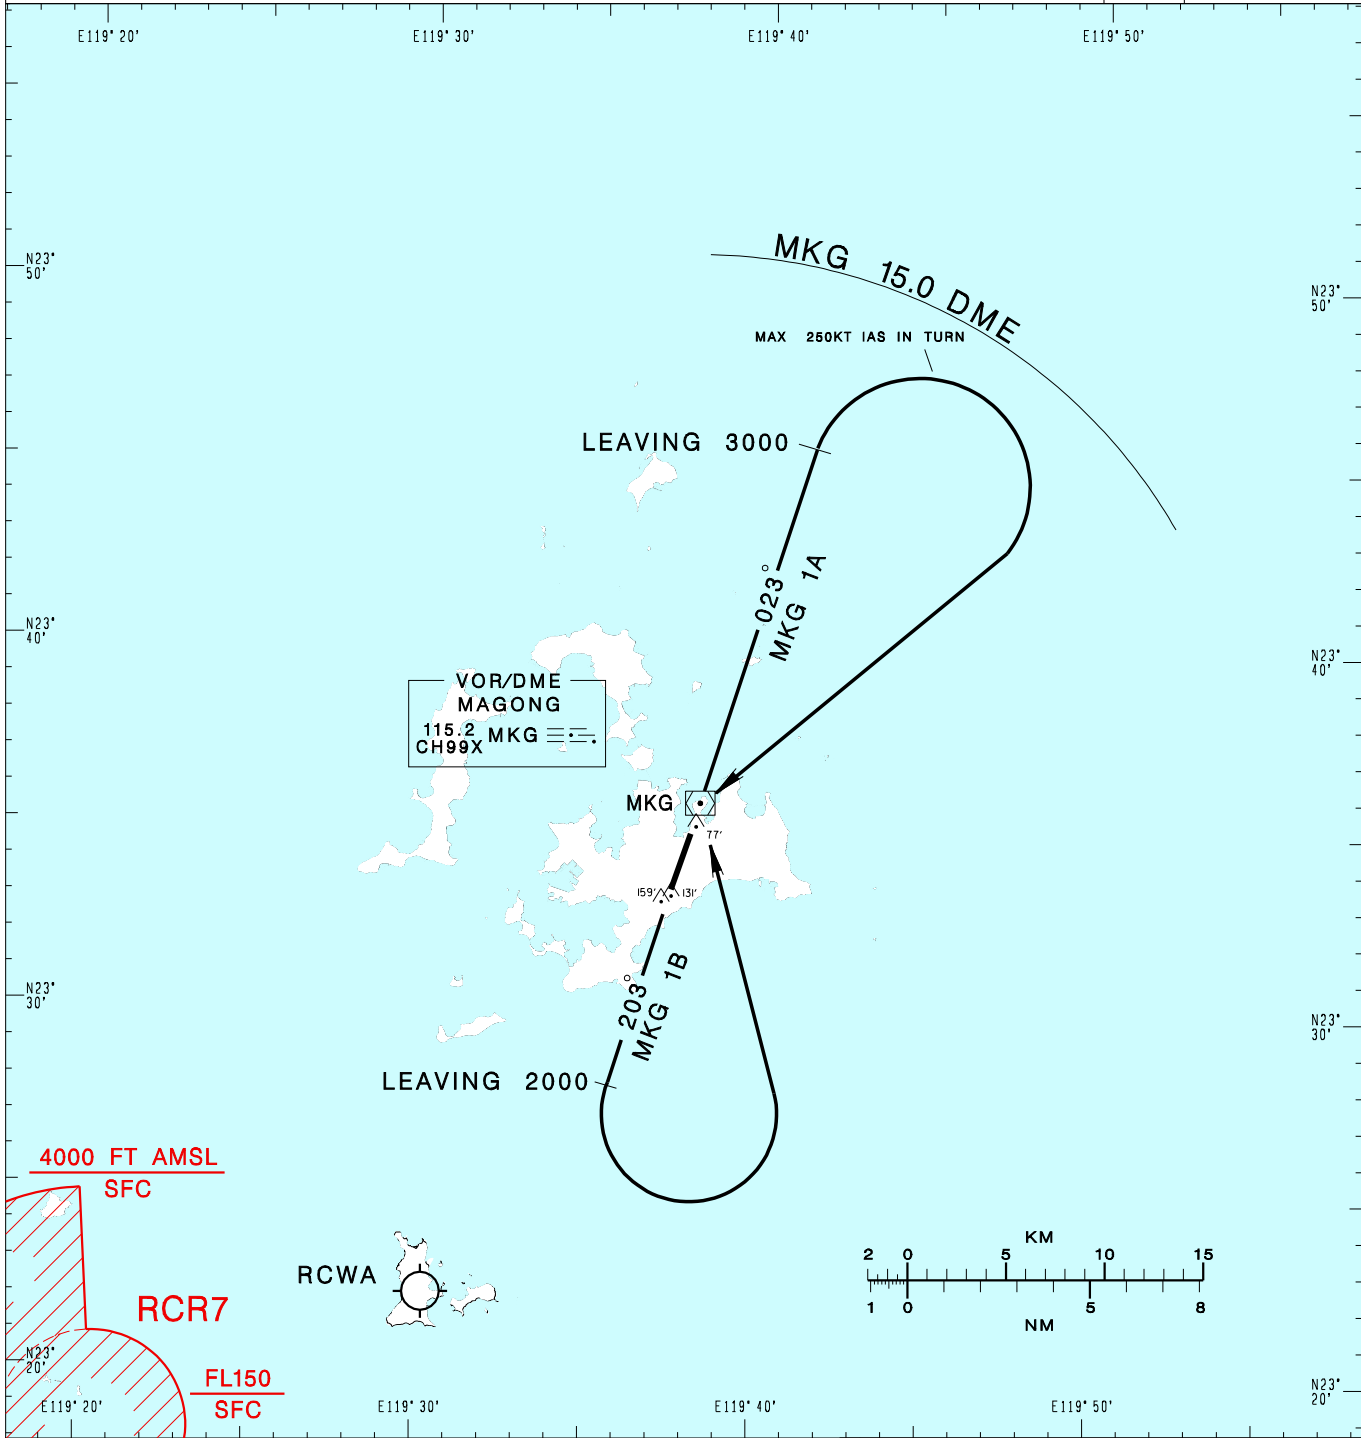 E119° 20'
E119° 30'
E119° 40'
E119° 50'
MKG 15.0 DME
N23°
50'
N23°
50'
MAX 250KT IAS IN TURN
LEAVING 3000
023°
MKG 1A
N23°
40'
N23°
40'
VOR/DME
MAGONG
115.2
CH99X
MKG
MKG
77'
159'
131'
N23°
30'
N23°
30'
203°
MKG 1B
LEAVING 2000
4000 FT AMSL
SFC
RCWA
RCR7
KM
2 0 5 10 15
1 0 5 8
NM
N23°
20'
N23°
20'
FL150
SFC
E119° 20'
E119° 30'
E119° 40'
E119° 50'